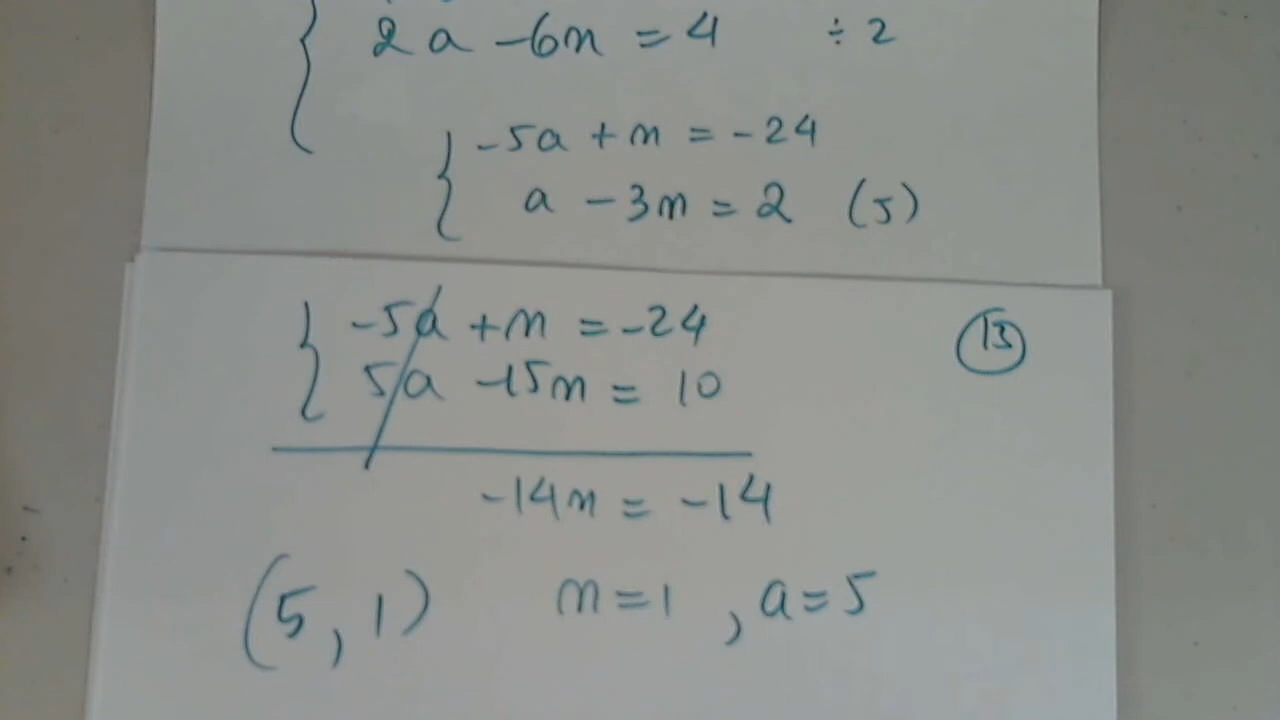 2a -6m = 4 ÷ 2
-5a + m = -24
a - 3m = 2 (5)
-5a + m = -24
13
5a -15m = 10
-14m = -14
(5, 1) m = 1 , a = 5